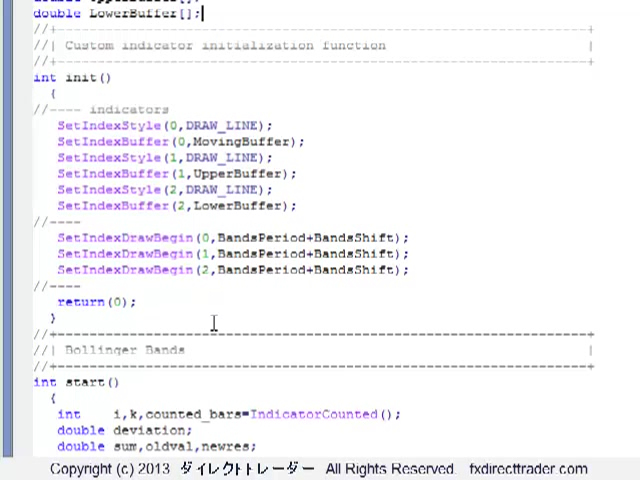 double LowerBuffer[];
//+------------------------------------------------------------------+
//| Custom indicator initialization function                         |
//+------------------------------------------------------------------+
int init()
{
//---- indicators
SetIndexStyle(0,DRAW_LINE);
SetIndexBuffer(0,MovingBuffer);
SetIndexStyle(1,DRAW_LINE);
SetIndexBuffer(1,UpperBuffer);
SetIndexStyle(2,DRAW_LINE);
SetIndexBuffer(2,LowerBuffer);
//----
SetIndexDrawBegin(0,BandsPeriod+BandsShift);
SetIndexDrawBegin(1,BandsPeriod+BandsShift);
SetIndexDrawBegin(2,BandsPeriod+BandsShift);
//----
return(0);
}
//+------------------------------------------------------------------+
//| Bollinger Bands                                                  |
//+------------------------------------------------------------------+
int start()
{
int    i,k,counted_bars=IndicatorCounted();
double deviation;
double sum,oldval,newres;
Copyright (c) 2013 ダイレクトトレーダー All Rights Reserved. fxdirecttrader.com